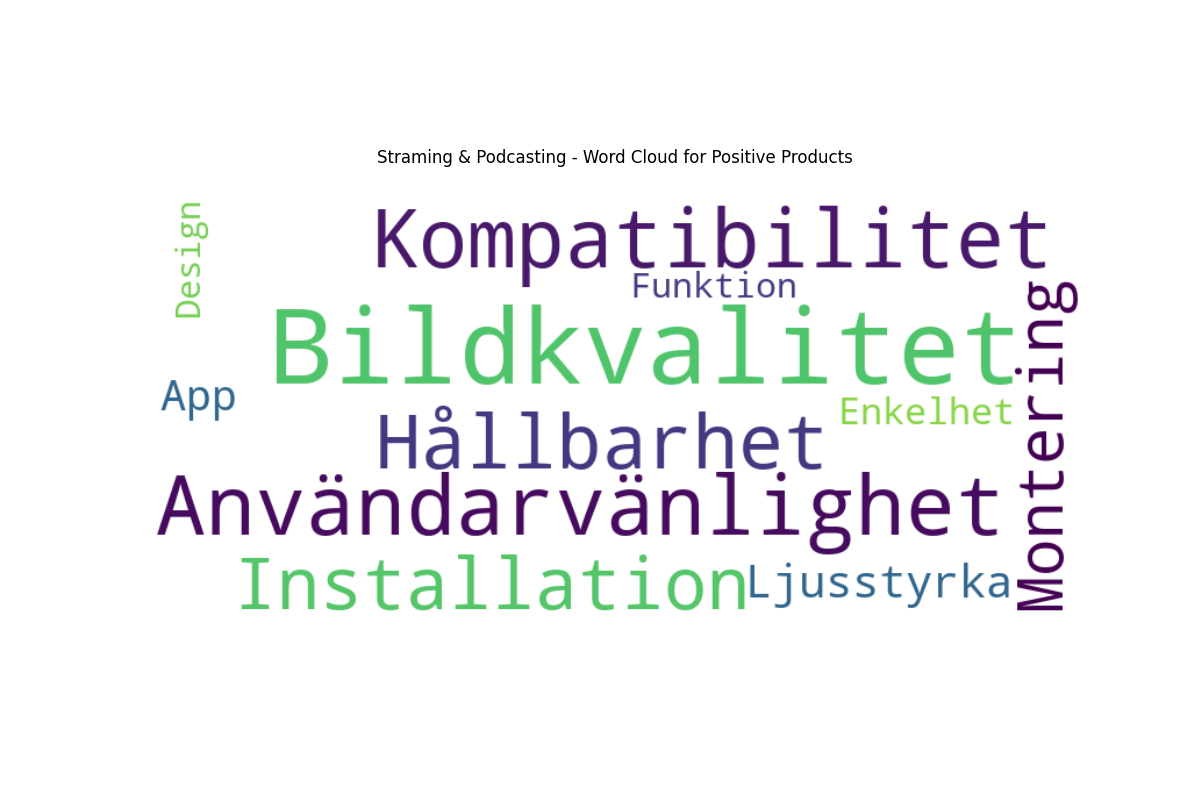 Straming & Podcasting - Word Cloud for Positive Products
Design
Kompatibilitet
Funktion
Bildkvalitet
Montering
App
Enkelhet
Hållbarhet
Användarvänlighet
Installation
Ljusstyrka